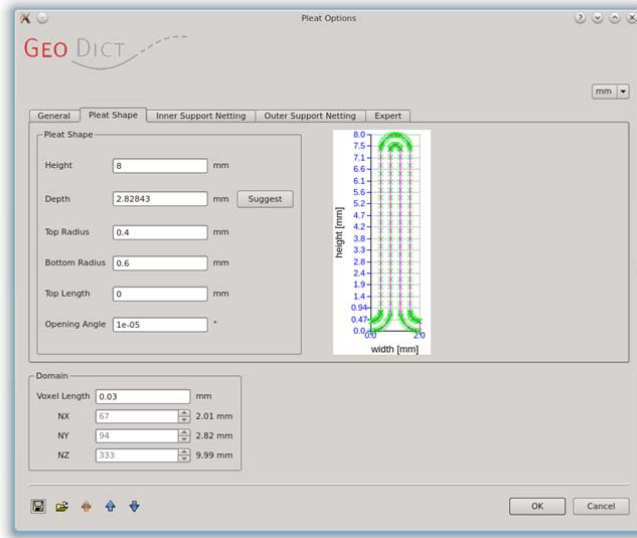 Pleat Options
GEO DICT
mm
General Pleat Shape Inner Support Netting Outer Support Netting Expert
Pleat Shape
Height 8 mm
Depth 2.82843 mm Suggest
Top Radius 0.4 mm
Bottom Radius 0.6 mm
Top Length 0 mm
Opening Angle 1e-05 °
height [mm]
8.0
7.5
7.1
6.6
6.1
5.6
5.2
4.7
4.2
3.8
3.3
2.8
2.4
1.9
1.4
0.94
0.47
0.0
0.0 2.0
width [mm]
Domain
Voxel Length 0.03 mm
NX 67 2.01 mm
NY 94 2.82 mm
NZ 333 9.99 mm
OK Cancel